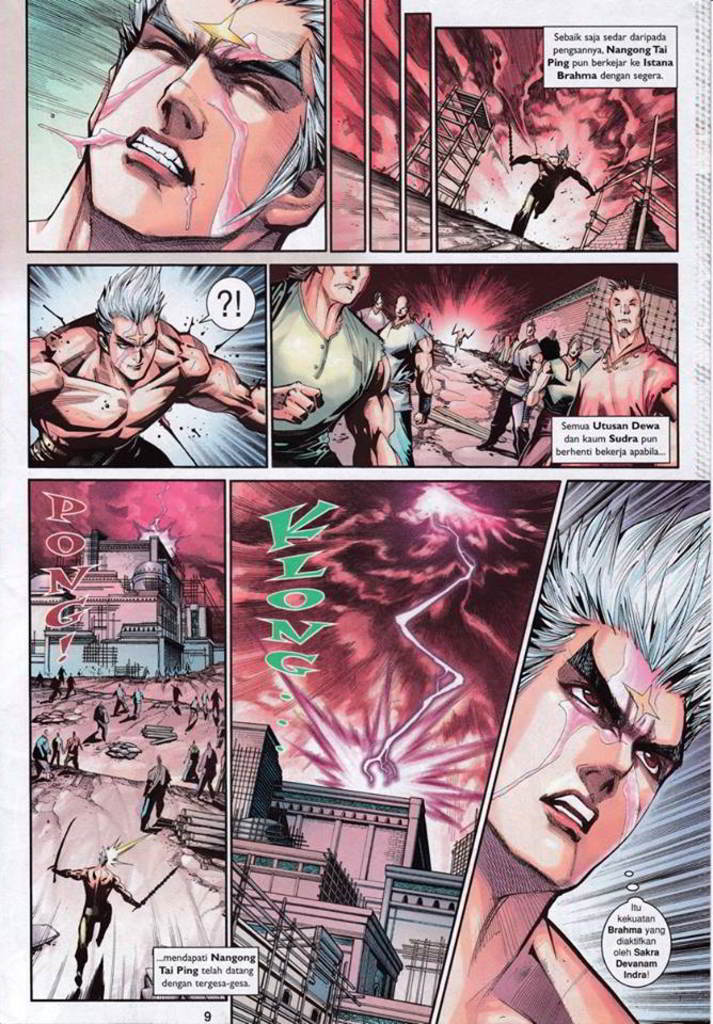 Sebaik saja sedar daripada
pengsannya, Nangong Tai
Ping pun berkejar ke Istana
Brahma dengan segera.
?!
Semua Utusan Dewa
dan kaum Sudra pun
berhenti bekerja apabila...
PONG!
...mendapati Nangong
Tai Ping telah datang
dengan tergesa-gesa.
KLONG...
Itu
kekuatan
Brahma yang
diaktifkan
oleh Sakra
Devanam
Indra!
9